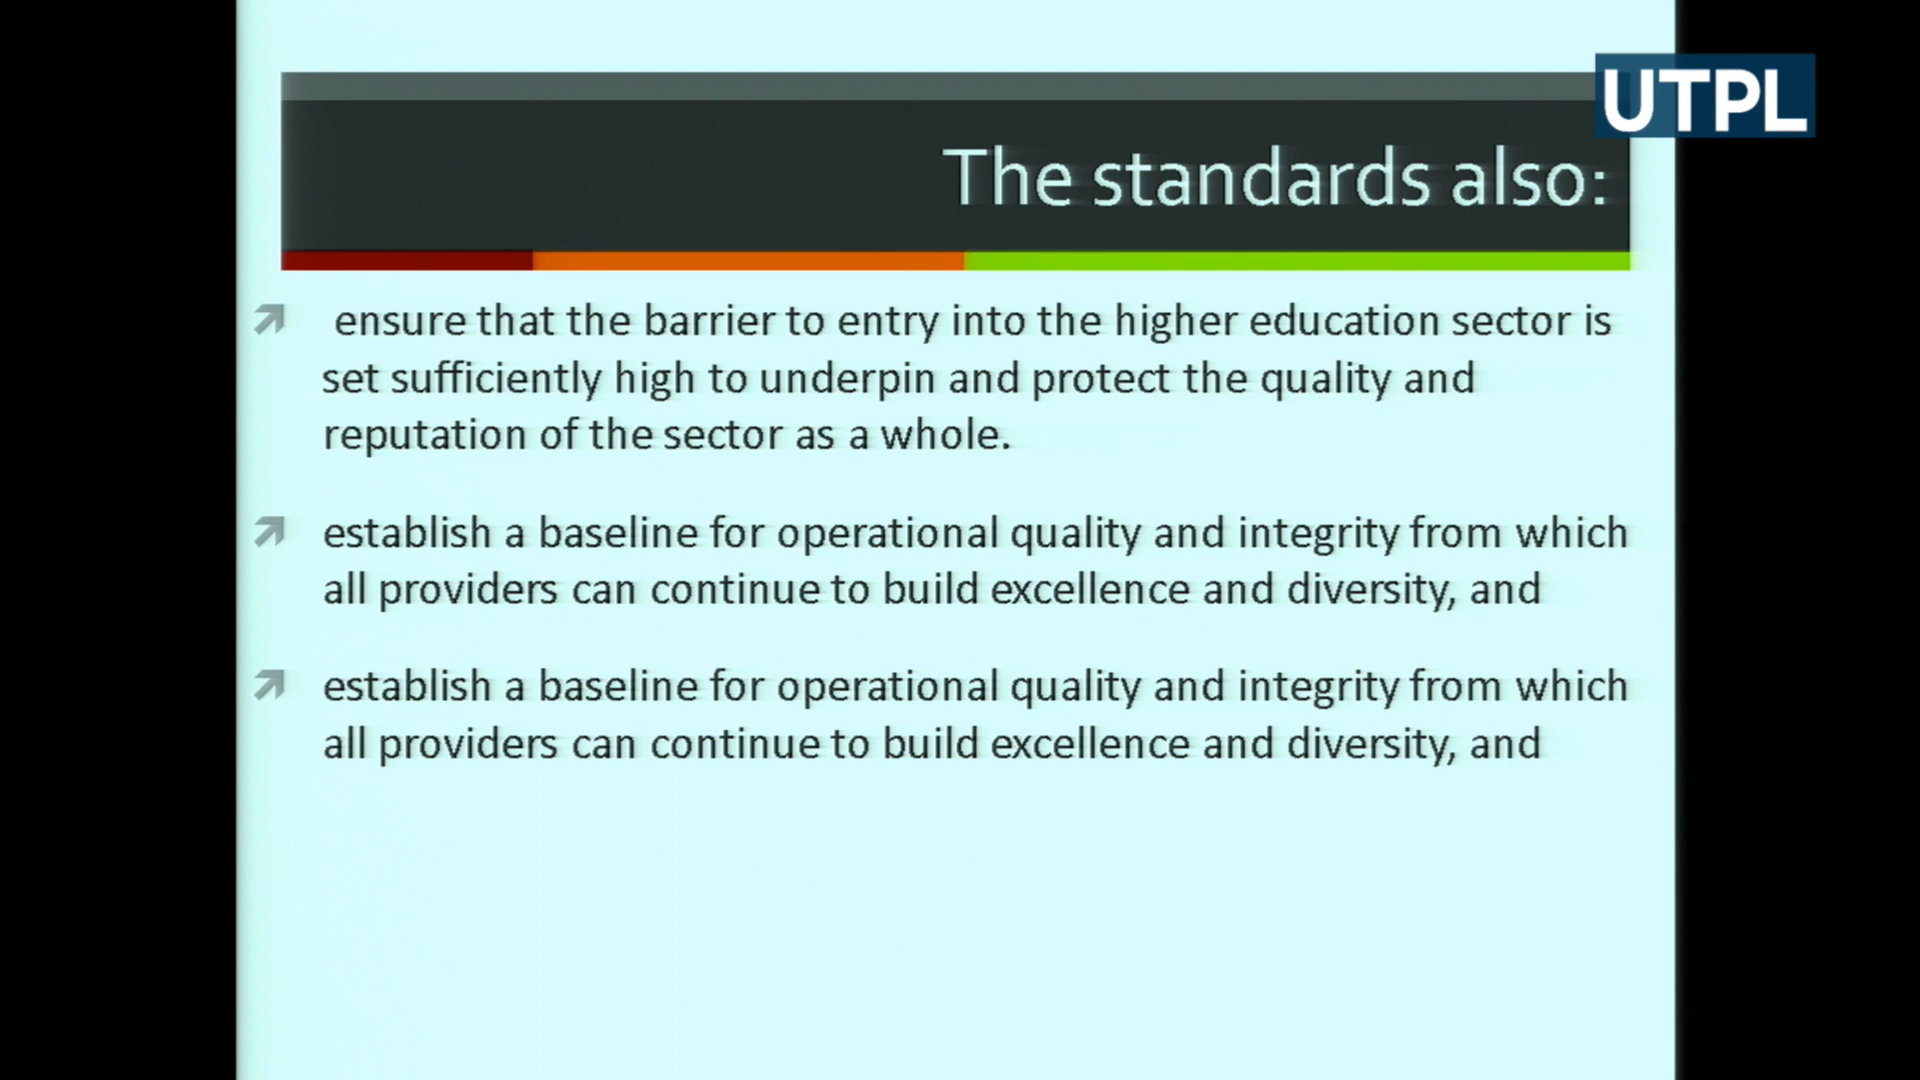 UTPL
The standards also:
ensure that the barrier to entry into the higher education sector is
set sufficiently high to underpin and protect the quality and
reputation of the sector as a whole.
establish a baseline for operational quality and integrity from which
all providers can continue to build excellence and diversity, and
establish a baseline for operational quality and integrity from which
all providers can continue to build excellence and diversity, and